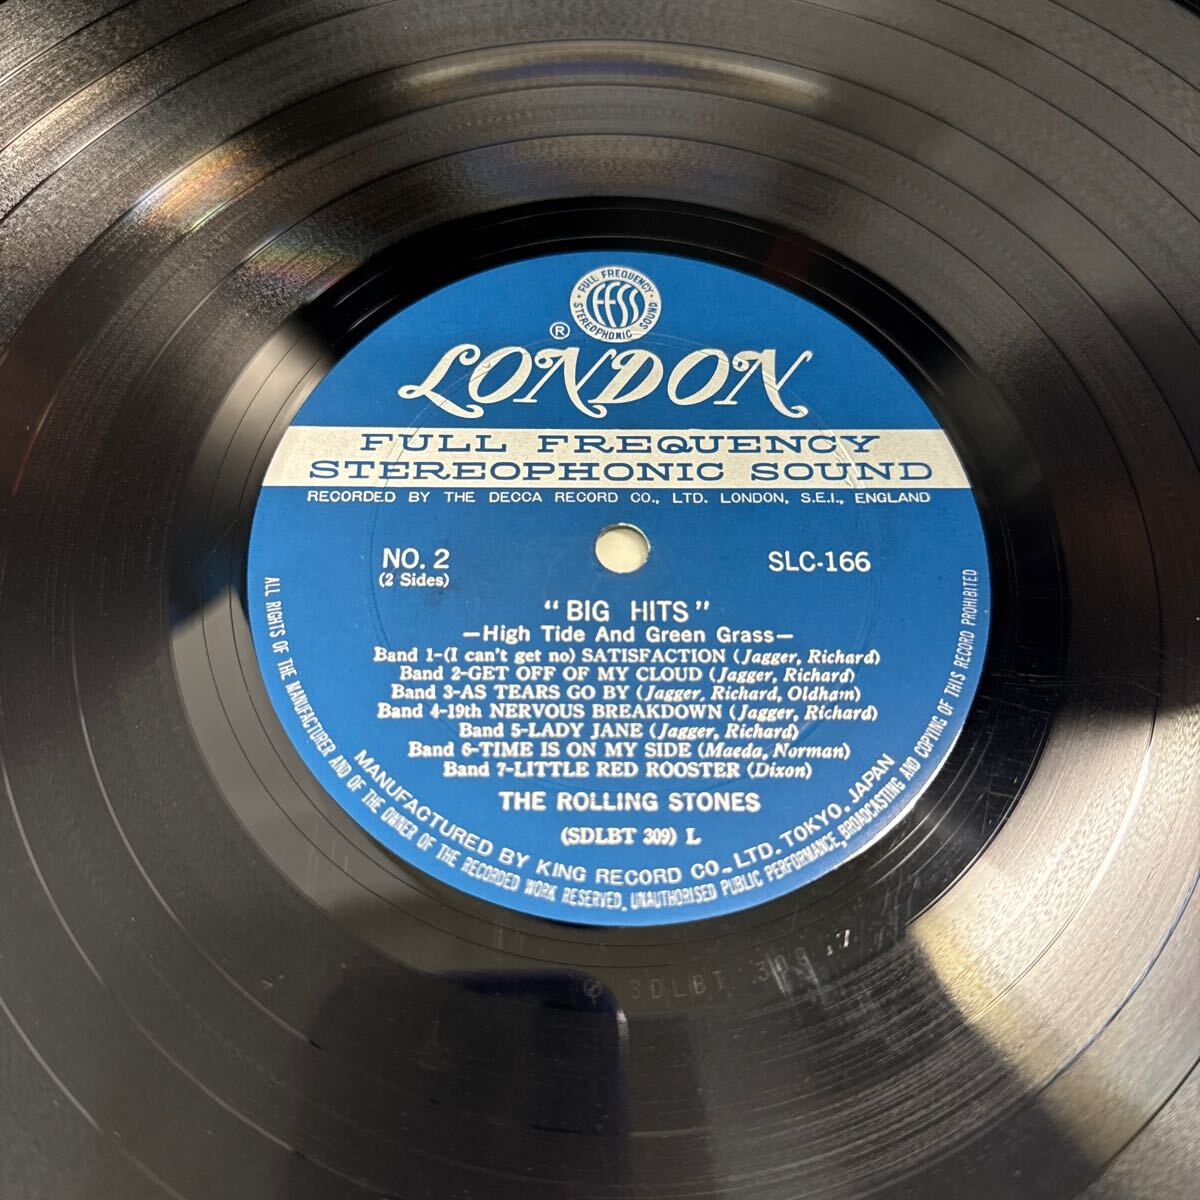 FULL FREQUENCY
FFSS
STEREOPHONIC SOUND
®
LONDON
FULL FREQUENCY
STEREOPHONIC SOUND
RECORDED BY THE DECCA RECORD CO., LTD. LONDON, S.E.I., ENGLAND
NO. 2
(2 Sides)
SLC-166
"BIG HITS"
—High Tide And Green Grass—
Band 1-(I can't get no) SATISFACTION (Jagger, Richard)
Band 2-GET OFF OF MY CLOUD (Jagger, Richard)
Band 3-AS TEARS GO BY (Jagger, Richard, Oldham)
Band 4-19th NERVOUS BREAKDOWN (Jagger, Richard)
Band 5-LADY JANE (Jagger, Richard)
Band 6-TIME IS ON MY SIDE (Maeda, Norman)
Band 7-LITTLE RED ROOSTER (Dixon)
THE ROLLING STONES
(SDLBT 309) L
MANUFACTURED BY KING RECORD CO., LTD. TOKYO. JAPAN
ALL RIGHTS OF THE MANUFACTURER AND OF THE OWNER OF THE RECORDED WORK RESERVED, UNAUTHORISED PUBLIC PERFORMANCE, BROADCASTING AND COPYING OF THIS RECORD PROHIBITED
SDLBT 309 7